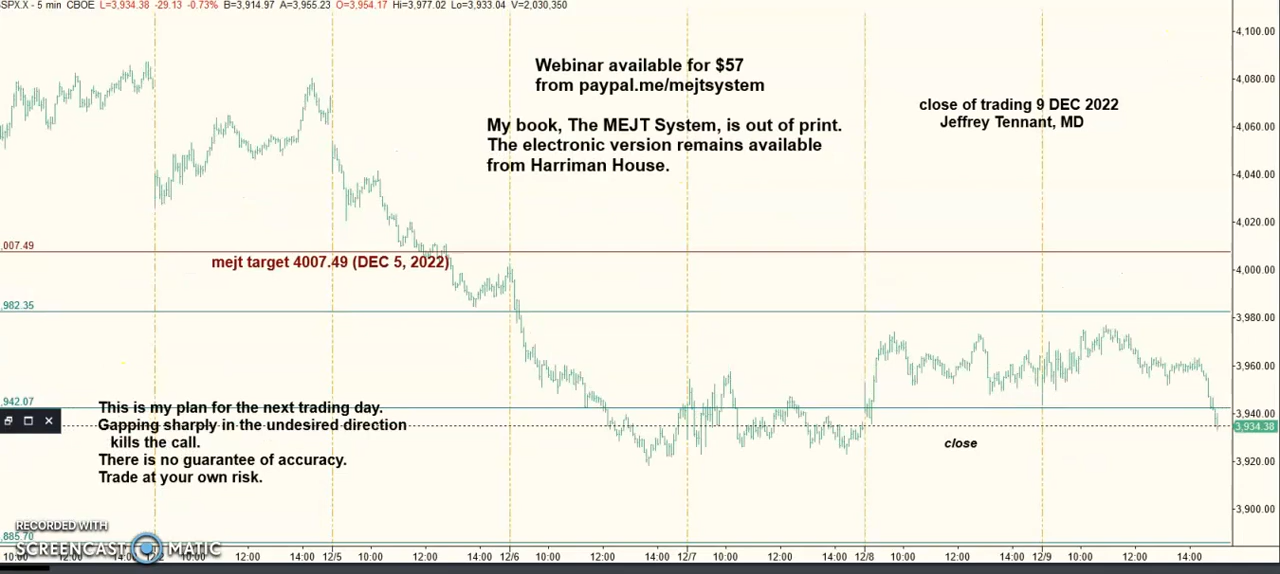 SPX.X - 5 min CBOE L=3,934.38 -29.13 -0.73% B=3,914.97 A=3,955.23 O=3,954.17 Hi=3,977.02 Lo=3,933.04 V=2,030,350
4,100.00
Webinar available for $57
from paypal.me/mejtsystem
4,080.00
close of trading 9 DEC 2022
Jeffrey Tennant, MD
My book, The MEJT System, is out of print.
The electronic version remains available
from Harriman House.
4,060.00
4,040.00
4,020.00
,007.49
mejt target 4007.49 (DEC 5, 2022)
4,000.00
,982.35
3,980.00
3,960.00
,942.07
3,940.00
This is my plan for the next trading day.
Gapping sharply in the undesired direction
kills the call.
There is no guarantee of accuracy.
Trade at your own risk.
3,934.38
close
3,920.00
3,900.00
RECORDED WITH
SCREENCAST MATIC
,885.70
10:00 12:00 14:00 12/2 10:00 12:00 14:00 12/5 10:00 12:00 14:00 12/6 10:00 12:00 14:00 12/7 10:00 12:00 14:00 12/8 10:00 12:00 14:00 12/9 10:00 12:00 14:00